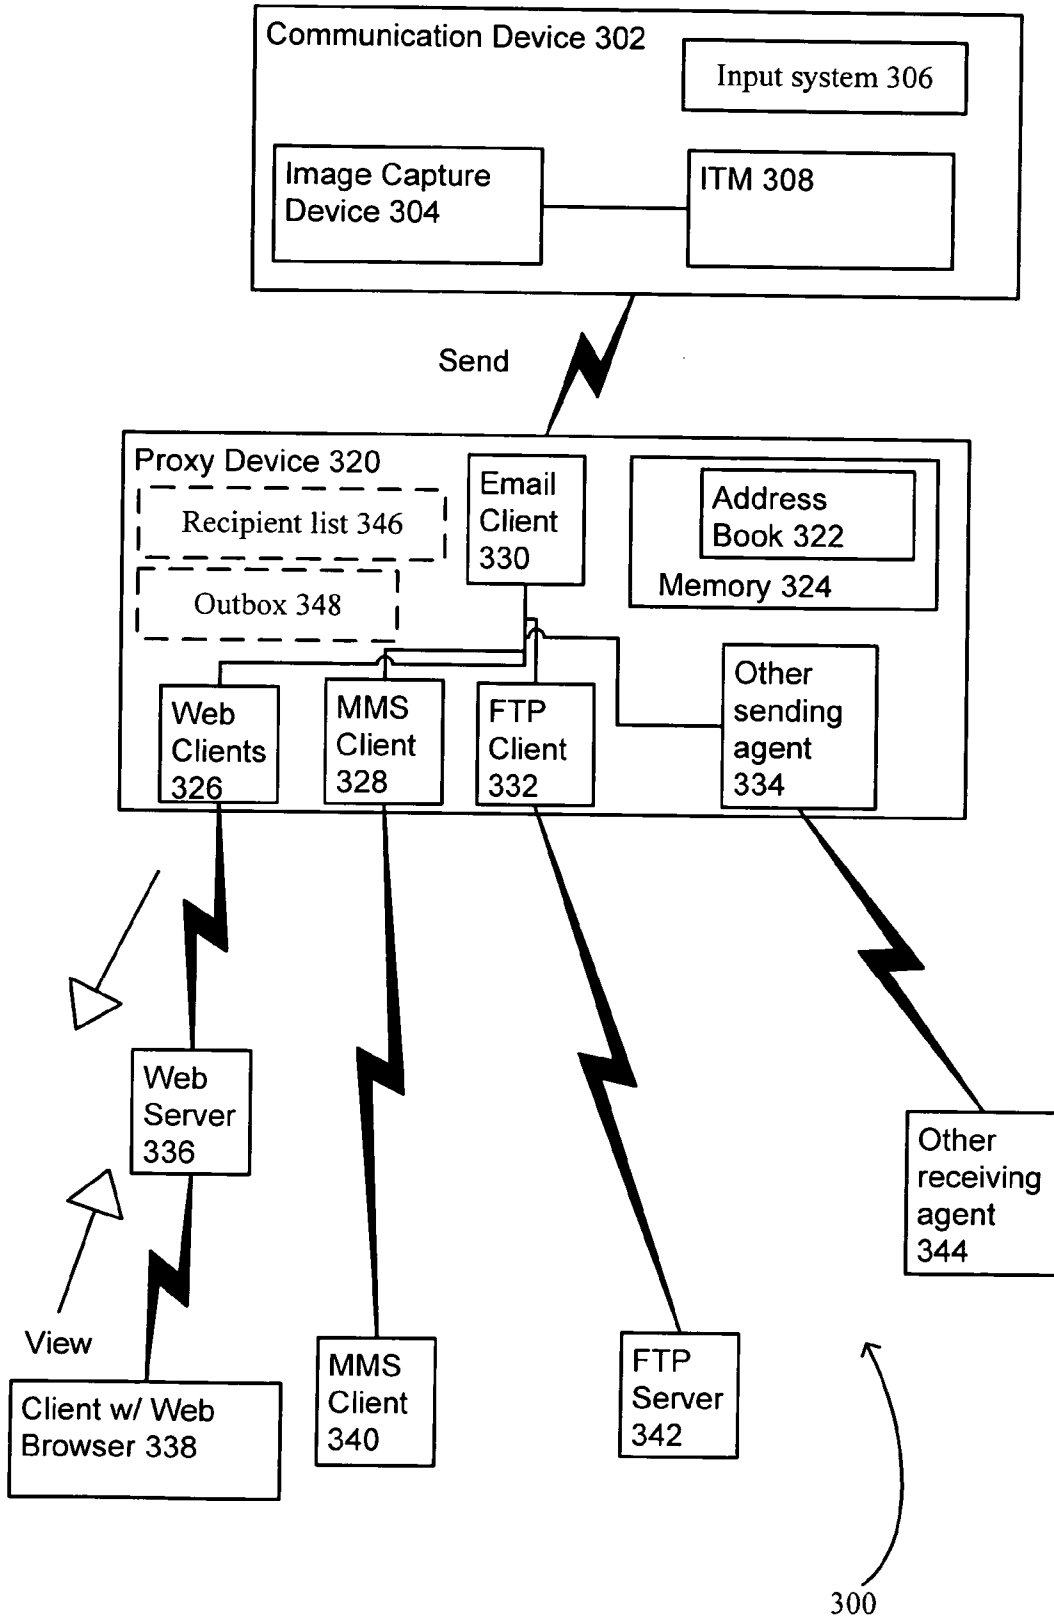 Communication Device 302
Input system 306
Image Capture
Device 304
ITM 308
Send
Proxy Device 320
Recipient list 346
Outbox 348
Email
Client
330
Address
Book 322
Memory 324
Web
Clients
326
MMS
Client
328
FTP
Client
332
Other
sending
agent
334
Web
Server
336
Other
receiving
agent
344
View
Client w/ Web
Browser 338
MMS
Client
340
FTP
Server
342
300